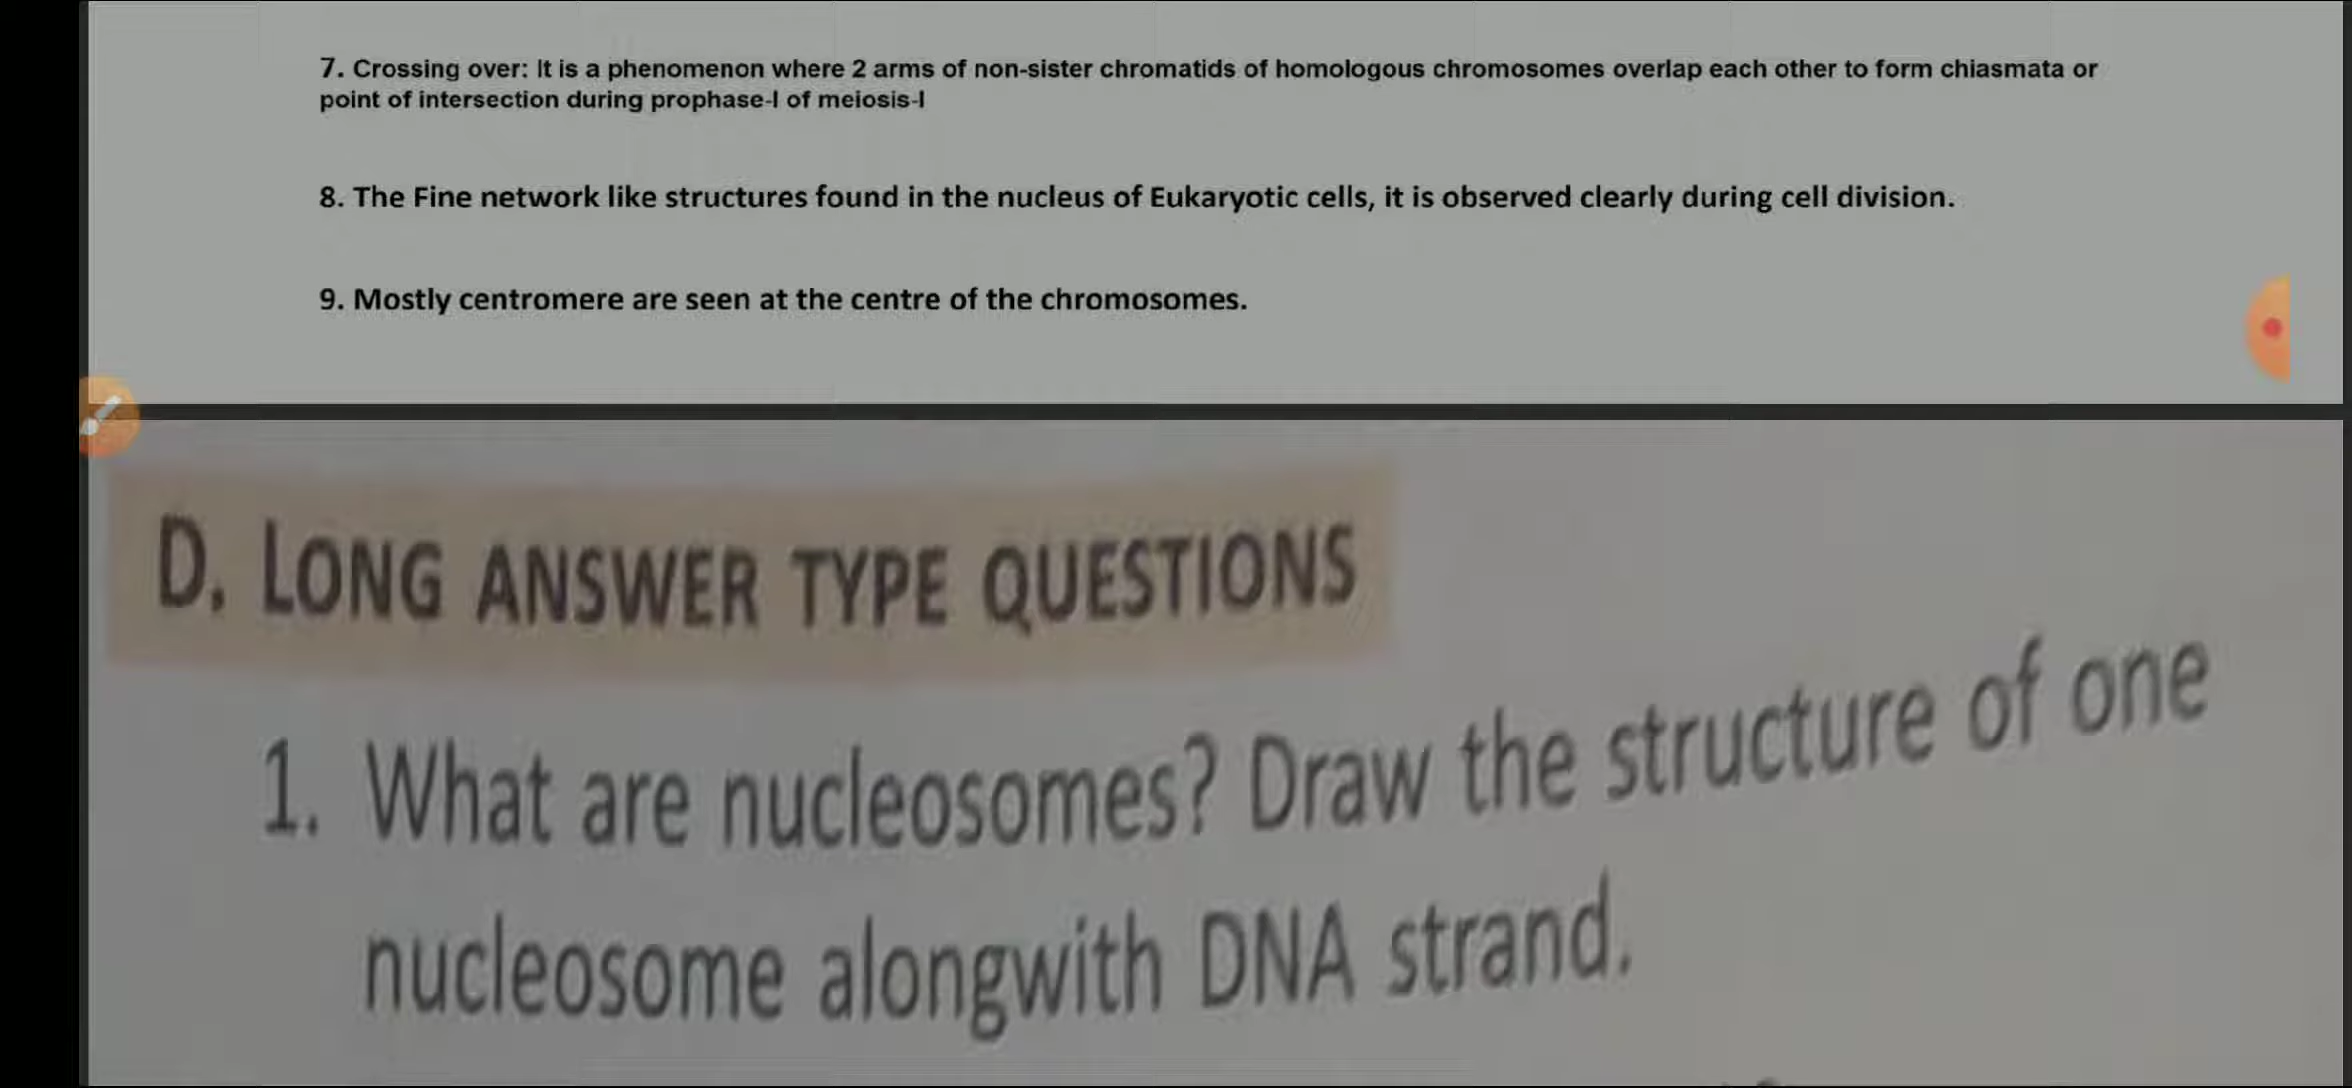 7. Crossing over: It is a phenomenon where 2 arms of non-sister chromatids of homologous chromosomes overlap each other to form chiasmata or
point of intersection during prophase-I of meiosis-I
8. The Fine network like structures found in the nucleus of Eukaryotic cells, it is observed clearly during cell division.
9. Mostly centromere are seen at the centre of the chromosomes.
D. LONG ANSWER TYPE QUESTIONS
1. What are nucleosomes? Draw the structure of one
nucleosome alongwith DNA strand.